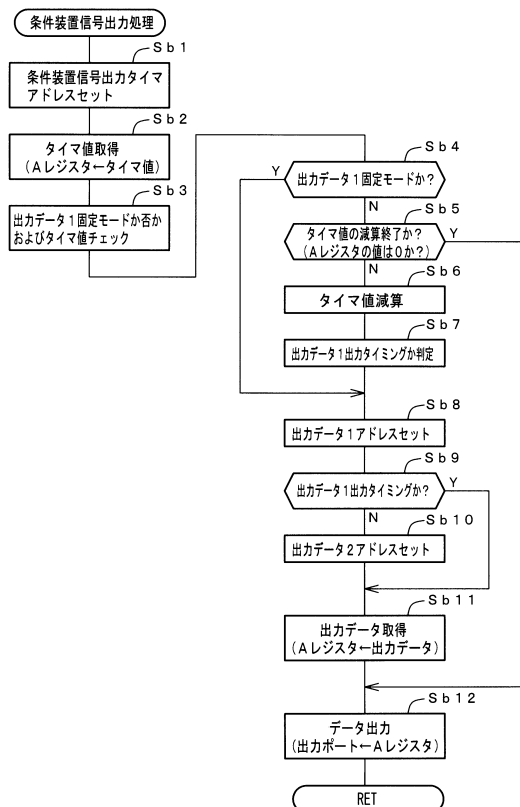 条件装置信号出力処理
Sb1
条件装置信号出力タイマ
アドレスセット
Sb2
タイマ値取得
(Aレジスタ←タイマ値)
Sb3
出力データ1固定モードか否か
およびタイマ値チェック
Sb4
Y
出力データ1固定モードか?
N
Sb5
タイマ値の減算終了か?
(Aレジスタの値は0か?)
Y
N
Sb6
タイマ値減算
Sb7
出力データ1出力タイミングか判定
Sb8
出力データ1アドレスセット
Sb9
出力データ1出力タイミングか?
Y
N
Sb10
出力データ2アドレスセット
Sb11
出力データ取得
(Aレジスタ←出力データ)
Sb12
データ出力
(出力ポート←Aレジスタ)
RET